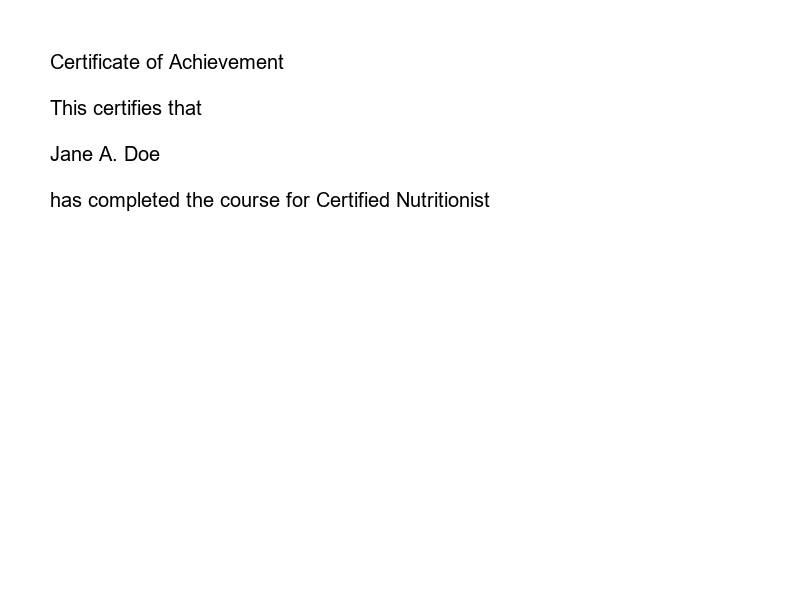 Certificate of Achievement
This certifies that
Jane A. Doe
has completed the course for Certified Nutritionist